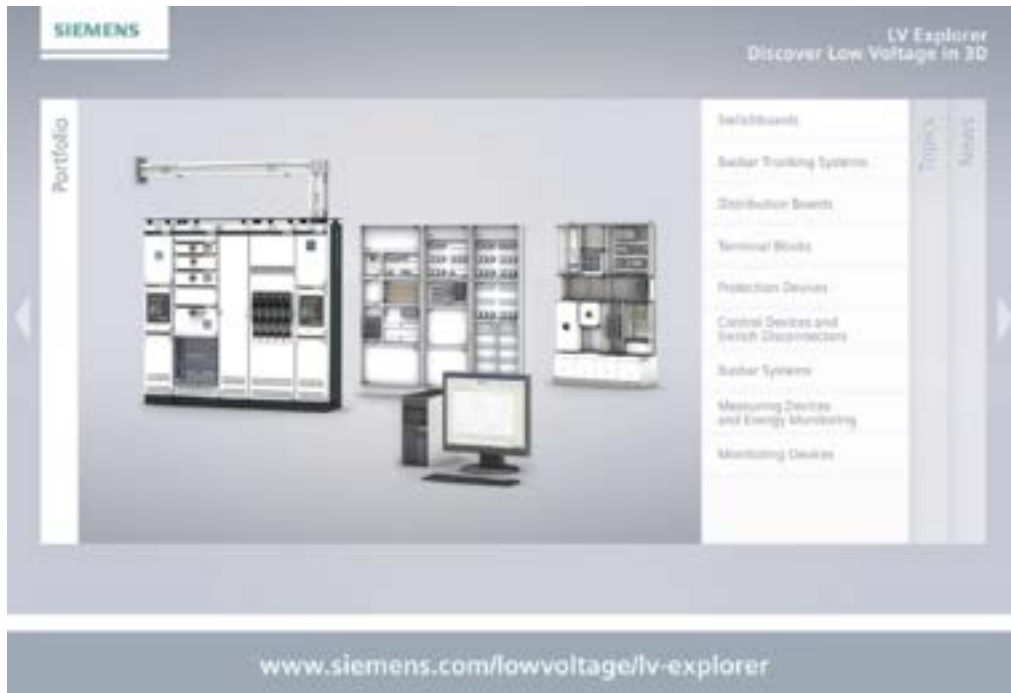 SIEMENS
LV Explorer
Discover Low Voltage in 3D
Portfolio
Switchboards
Busbar Trunking Systems
Distribution Boards
Terminal Blocks
Protection Devices
Control Devices and
Switch Disconnectors
Busbar Systems
Measuring Devices
and Energy Monitoring
Monitoring Devices
Topics
News
www.siemens.com/lowvoltage/lv-explorer